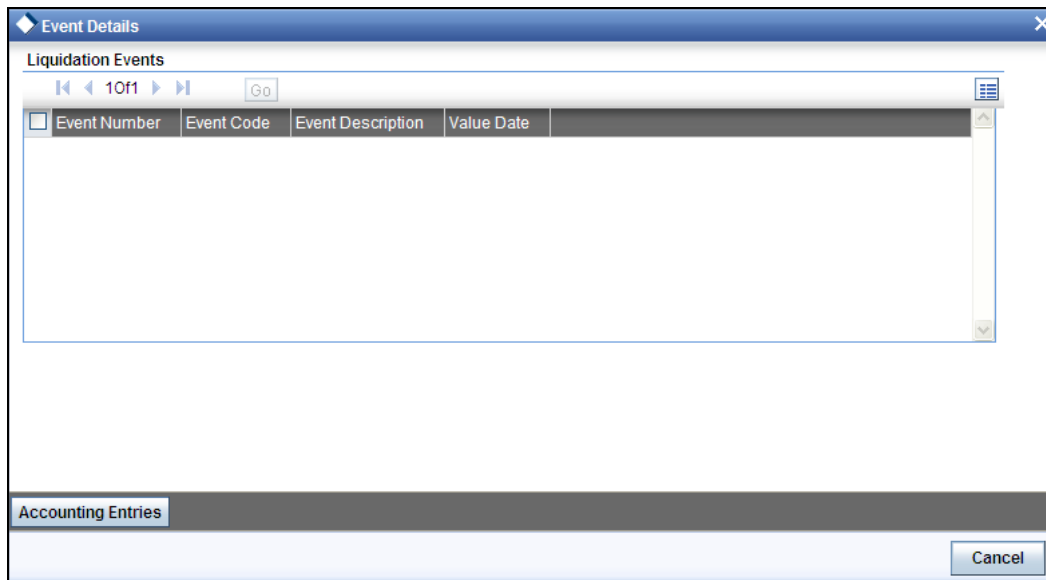 Event Details
Liquidation Events
1Of1 Go
Event Number Event Code Event Description Value Date
Accounting Entries
Cancel